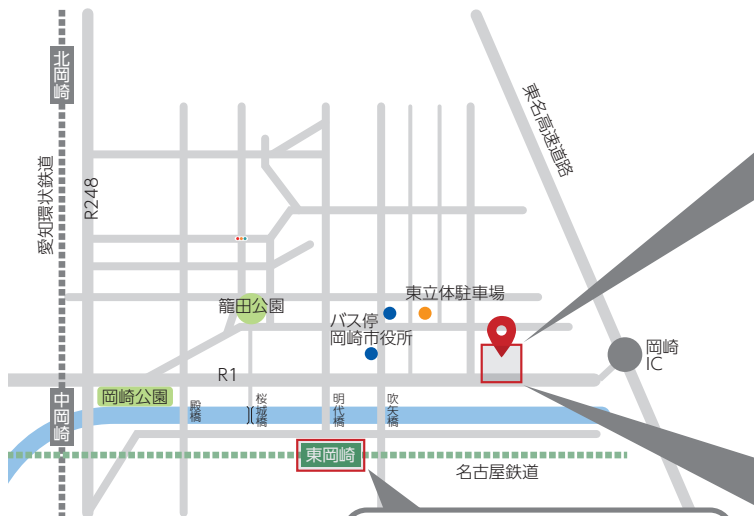 北岡崎
愛知環状鉄道
R248
東名高速道路
籠田公園
東立体駐車場
バス停
岡崎市役所
岡崎
IC
R1
岡崎公園
中岡崎
殿橋
桜城橋
明代橋
吹矢橋
東岡崎
名古屋鉄道